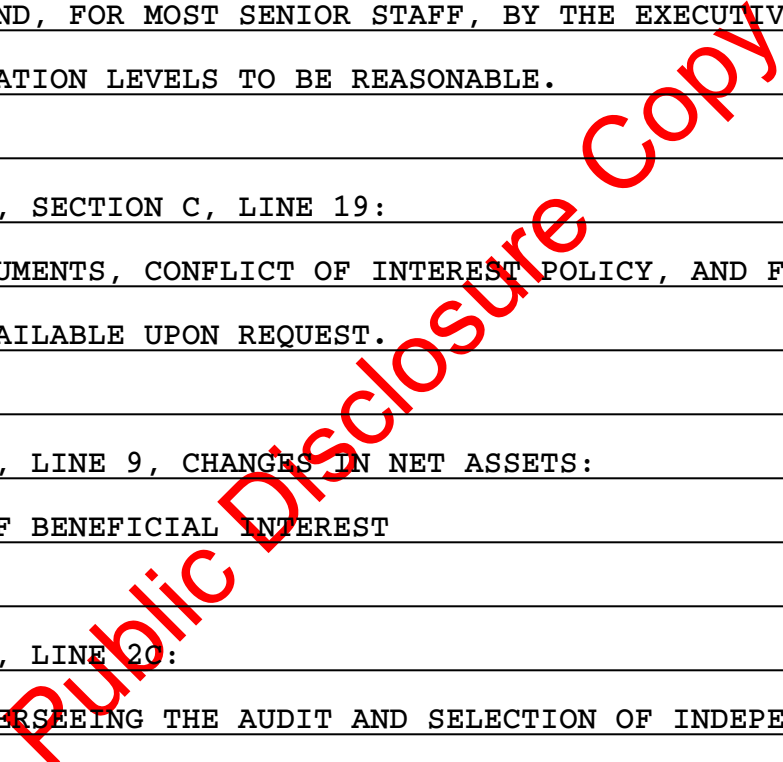 ND, FOR MOST SENIOR STAFF, BY THE EXECUTIV
ATION LEVELS TO BE REASONABLE.
, SECTION C, LINE 19:
UMENTS, CONFLICT OF INTEREST POLICY, AND F
AILABLE UPON REQUEST.
, LINE 9, CHANGES IN NET ASSETS:
F BENEFICIAL INTEREST
, LINE 2C:
ERSEEING THE AUDIT AND SELECTION OF INDEPE
Public Disclosure Copy